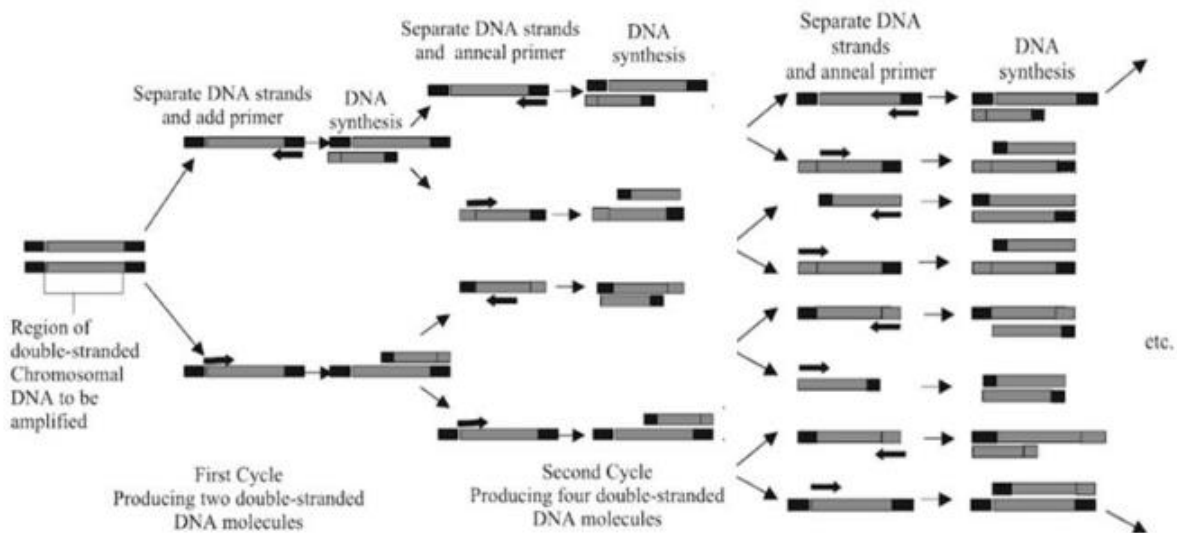 Separate DNA strands
and add primer
DNA
synthesis
Separate DNA strands
and anneal primer
DNA
synthesis
Separate DNA
strands
and anneal primer
DNA
synthesis
Region of
double-stranded
Chromosomal
DNA to be
amplified
etc.
First Cycle
Producing two double-stranded
DNA molecules
Second Cycle
Producing four double-stranded
DNA molecules